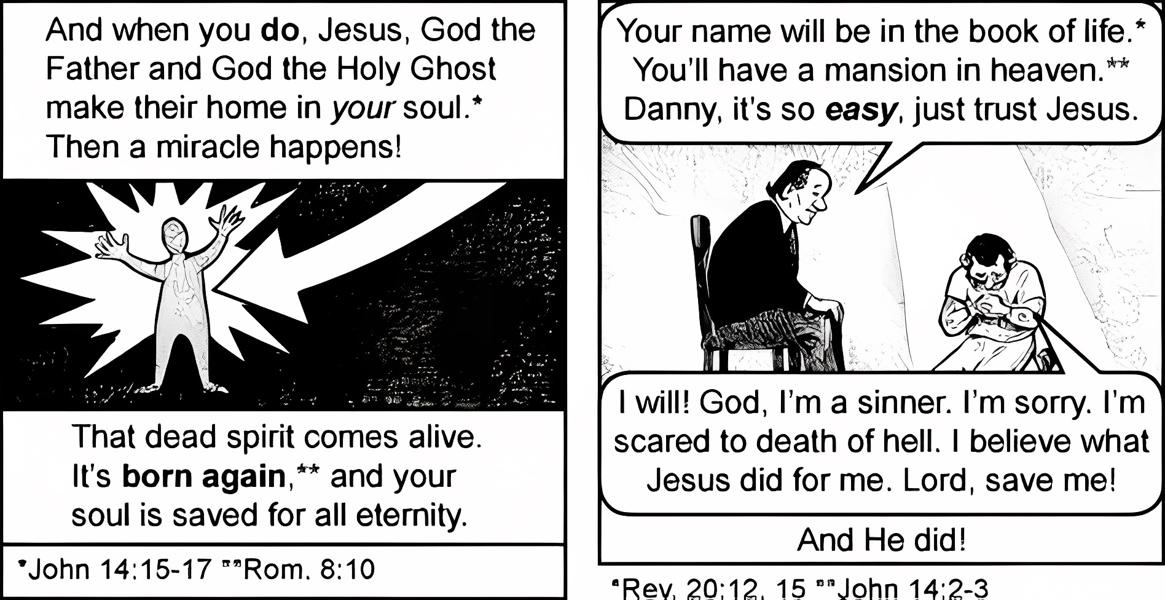 And when you do, Jesus, God the
Father and God the Holy Ghost
make their home in your soul.*
Then a miracle happens!
That dead spirit comes alive.
It's born again,** and your
soul is saved for all eternity.
*John 14:15-17 **Rom. 8:10
Your name will be in the book of life.*
You'll have a mansion in heaven.**
Danny, it's so easy, just trust Jesus.
I will! God, I'm a sinner. I'm sorry. I'm
scared to death of hell. I believe what
Jesus did for me. Lord, save me!
And He did!
*Rev. 20:12, 15 **John 14:2-3